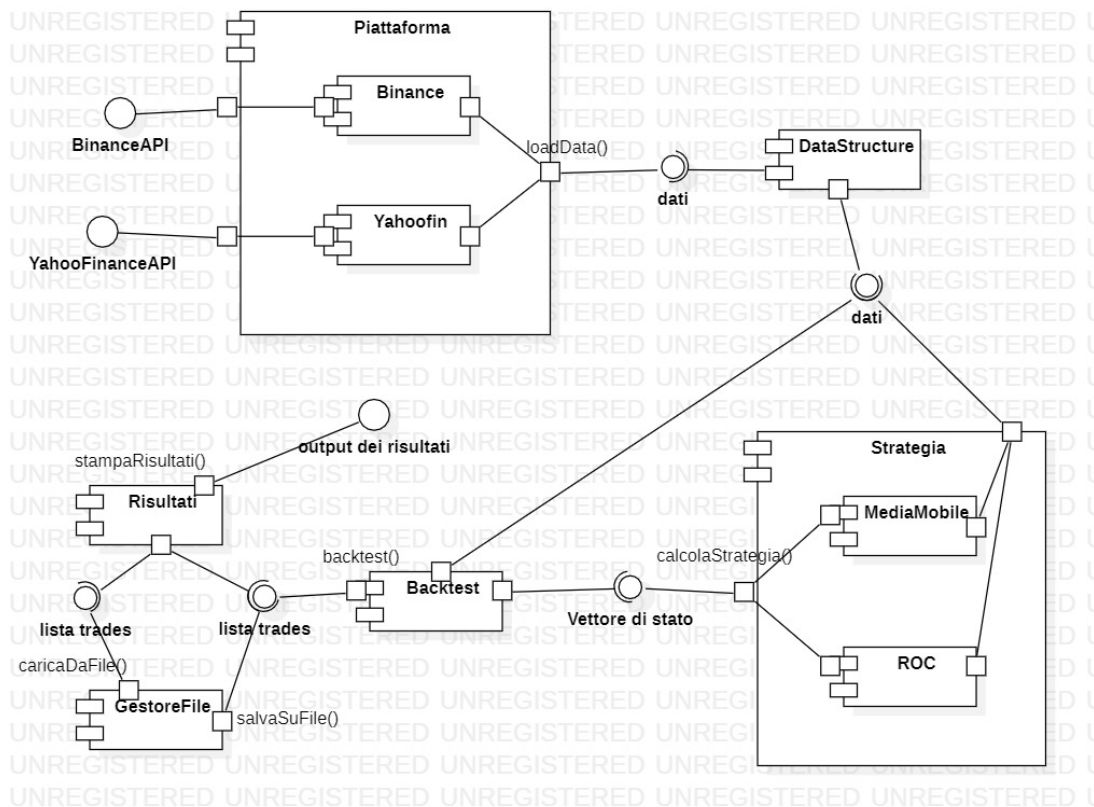 Piattaforma
Binance
BinanceAPI
loadData()
DataStructure
dati
Yahoofin
YahooFinanceAPI
dati
output dei risultati
stampaRisultati()
Risultati
Strategia
MediaMobile
backtest()
calcolaStrategia()
Backtest
Vettore di stato
lista trades
lista trades
caricaDaFile()
ROC
GestoreFile
salvaSuFile()
UNREGISTERED